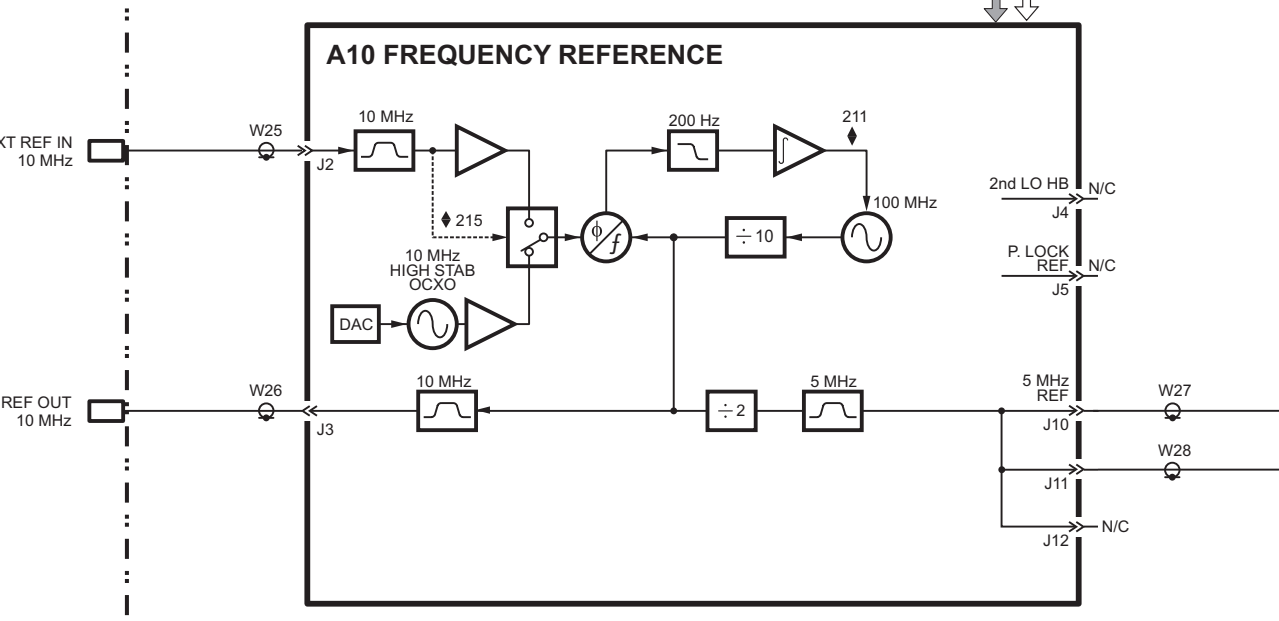 A10 FREQUENCY REFERENCE
10 MHz
200 Hz
211
W25
XT REF IN
10 MHz
J2
2nd LO HB
N/C
J4
100 MHz
215
ϕ
f
÷ 10
10 MHz
HIGH STAB
OCXO
P. LOCK
REF
N/C
J5
DAC
10 MHz
5 MHz
5 MHz
REF
W26
W27
REF OUT
10 MHz
J3
÷ 2
J10
W28
J11
J12
N/C